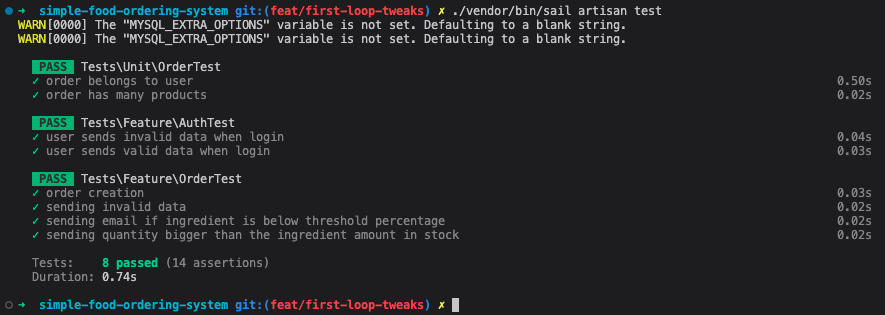 ➜ simple-food-ordering-system git:(feat/first-loop-tweaks) ✗ ./vendor/bin/sail artisan test
WARN[0000] The "MYSQL_EXTRA_OPTIONS" variable is not set. Defaulting to a blank string.
WARN[0000] The "MYSQL_EXTRA_OPTIONS" variable is not set. Defaulting to a blank string.
PASS Tests\Unit\OrderTest
✓ order belongs to user 0.50s
✓ order has many products 0.02s
PASS Tests\Feature\AuthTest
✓ user sends invalid data when login 0.04s
✓ user sends valid data when login 0.03s
PASS Tests\Feature\OrderTest
✓ order creation 0.03s
✓ sending invalid data 0.02s
✓ sending email if ingredient is below threshold percentage 0.02s
✓ sending quantity bigger than the ingredient amount in stock 0.02s
Tests: 8 passed (14 assertions)
Duration: 0.74s
➜ simple-food-ordering-system git:(feat/first-loop-tweaks) ✗